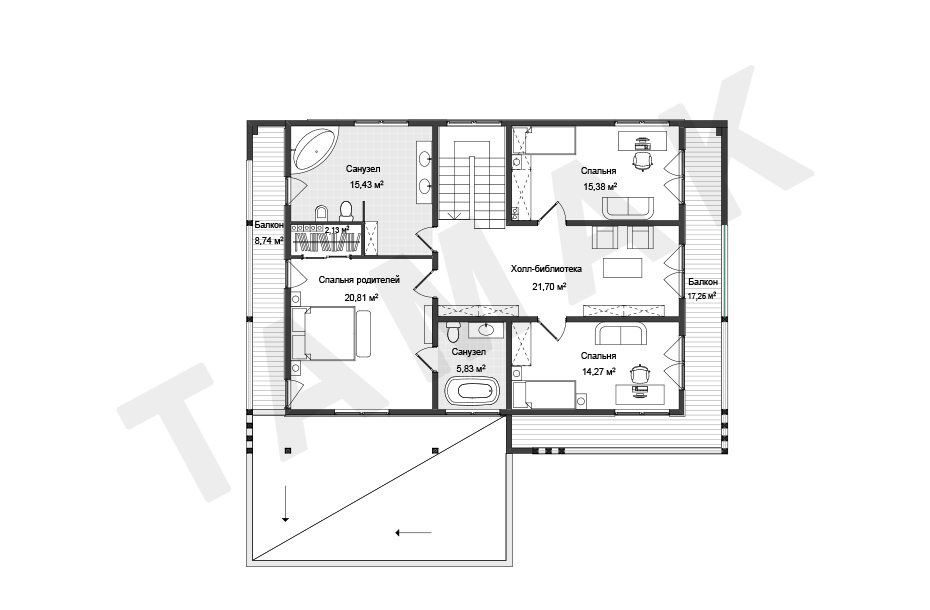 Санузел
15,43 м²
Спальня
15,38 м²
Балкон
8,74 м²
2,13 м²
Холл-библиотека
21,70 м²
Спальня родителей
20,81 м²
Балкон
17,26 м²
Санузел
5,83 м²
Спальня
14,27 м²
TAMAK